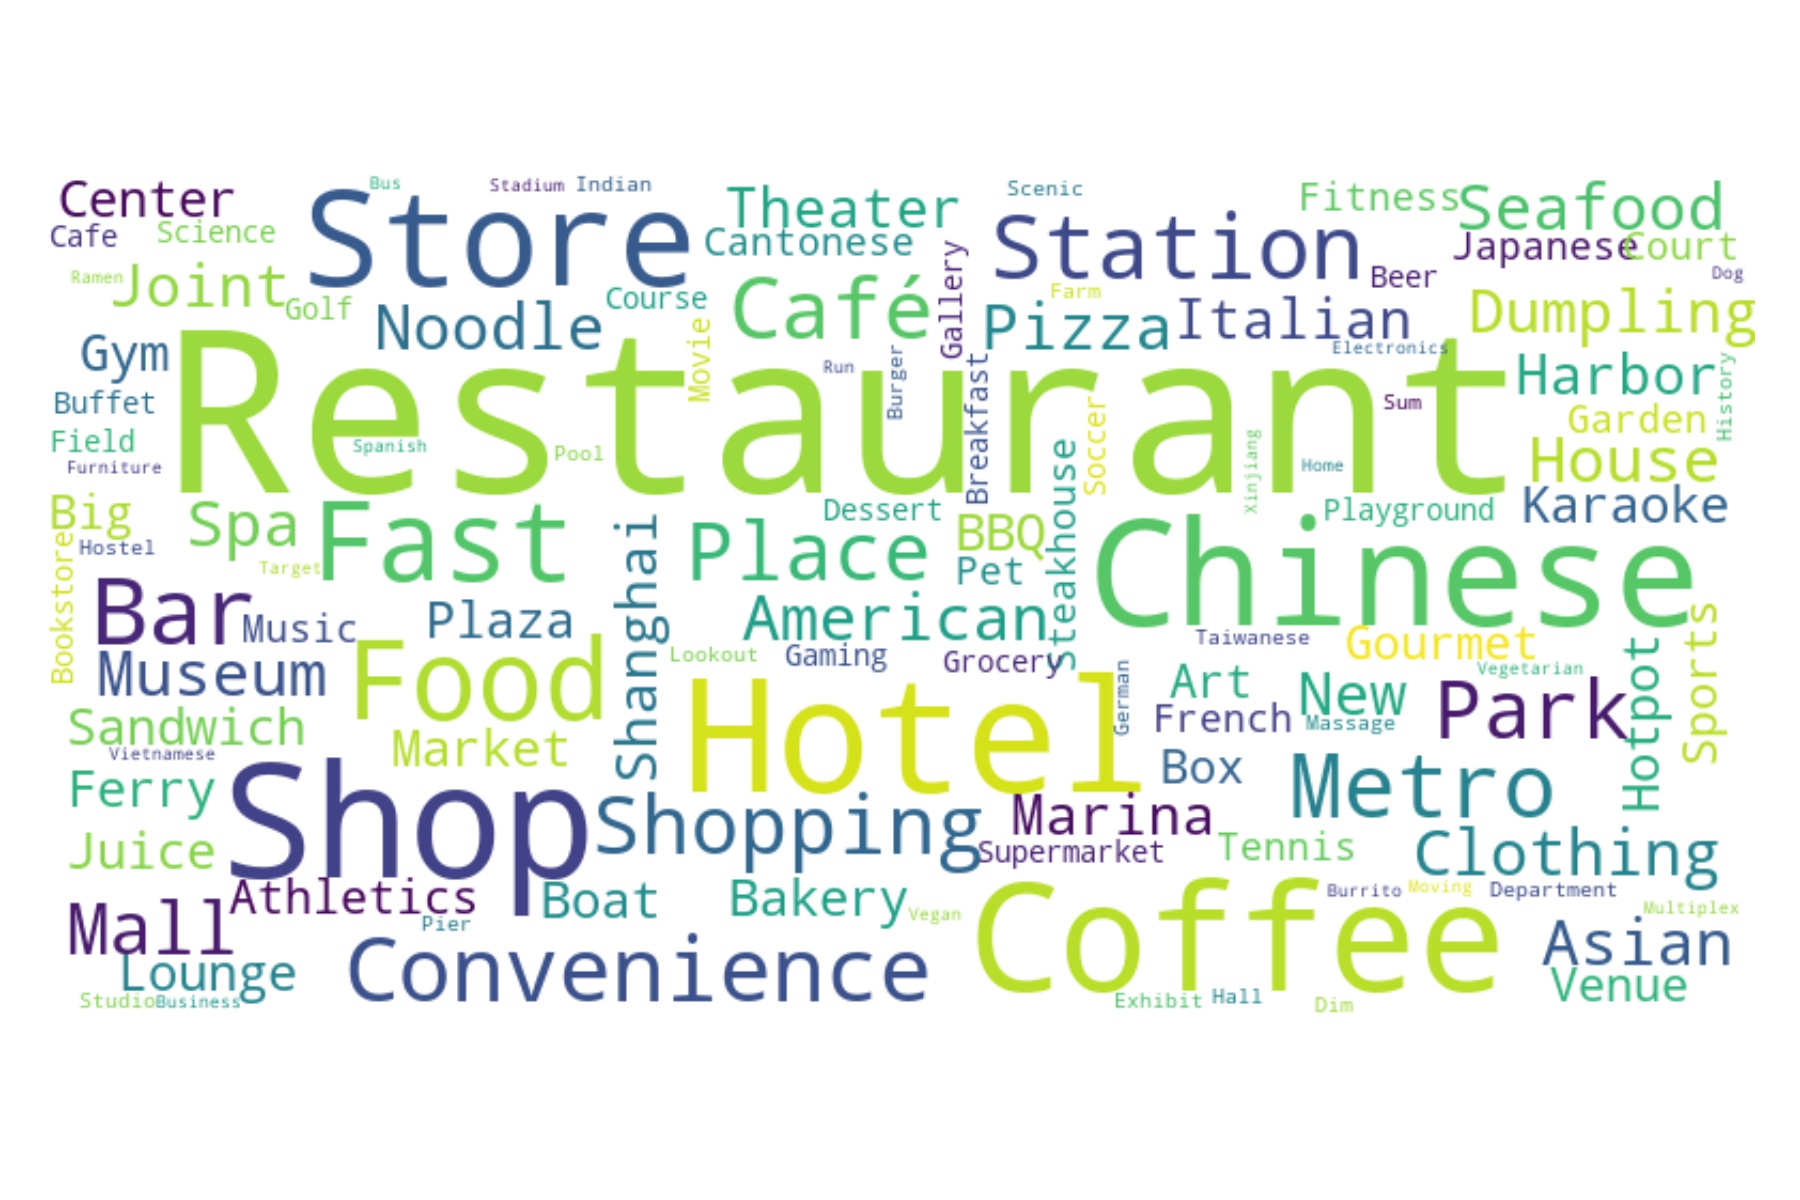 Center
Bus
Stadium
Indian
Scenic
Fitness
Seafood
Store
Theater
Station
Cafe
Science
Cantonese
Japanese
Court
Joint
Ramen
Golf
Course
Café
Gallery
Farm
Beer
Dog
Noodle
Movie
Pizza
Italian
Dumpling
Gym
Restaurant
Run
Burger
Breakfast
Electronics
Harbor
History
Buffet
Soccer
Sum
Garden
Field
Spanish
Pool
Steakhouse
Xinjiang
Home
House
Furniture
Big
Spa
Fast
Shanghai
Dessert
BBQ
Playground
Karaoke
Hostel
Bookstore
Target
Place
Pet
Chinese
Bar
Music
Plaza
American
Taiwanese
Gourmet
Sports
Museum
Food
Lookout
Gaming
Grocery
German
Vegetarian
Hotpot
Art
New
Park
Sandwich
Market
Hotel
French
Massage
Vietnamese
Ferry
Shop
Shopping
Box
Metro
Marina
Juice
Supermarket
Tennis
Clothing
Mall
Athletics
Boat
Bakery
Vegan
Coffee
Burrito
Moving
Department
Multiplex
Pier
Lounge
Convenience
Asian
Venue
Studio
Business
Exhibit
Hall
Dim